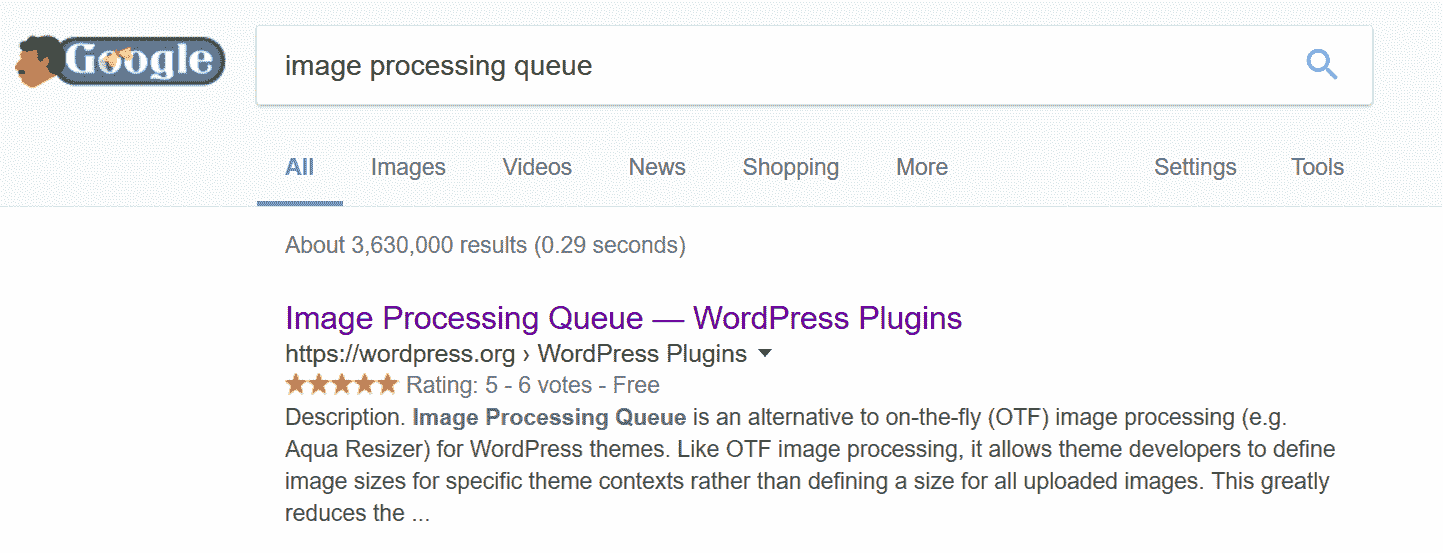 Google
image processing queue
All Images Videos News Shopping More Settings Tools
About 3,630,000 results (0.29 seconds)
Image Processing Queue — WordPress Plugins
https://wordpress.org › WordPress Plugins
Rating: 5 - 6 votes - Free
Description. Image Processing Queue is an alternative to on-the-fly (OTF) image processing (e.g.
Aqua Resizer) for WordPress themes. Like OTF image processing, it allows theme developers to define
image sizes for specific theme contexts rather than defining a size for all uploaded images. This greatly
reduces the ...